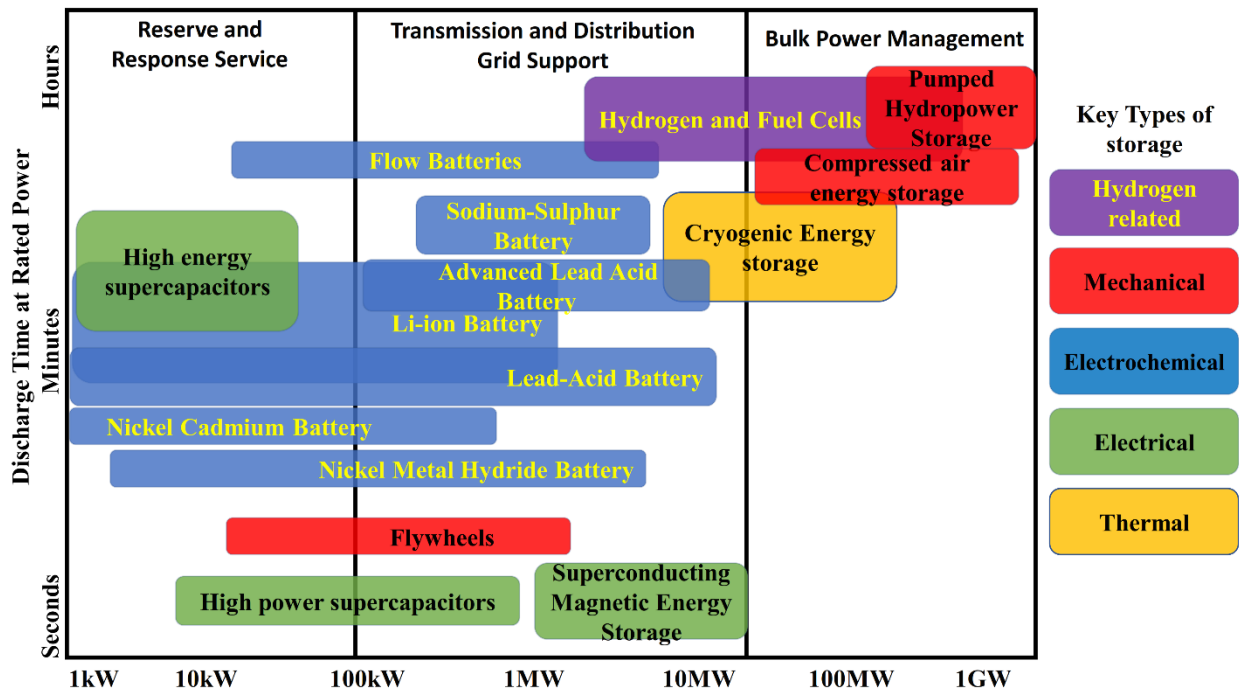 Reserve and
Response Service
Transmission and Distribution
Grid Support
Bulk Power Management
Discharge Time at Rated Power
Hours
Minutes
Seconds
Pumped
Hydropower
Storage
Hydrogen and Fuel Cells
Flow Batteries
Compressed air
energy storage
Sodium-Sulphur
Battery
Cryogenic Energy
storage
High energy
supercapacitors
Advanced Lead Acid
Battery
Li-ion Battery
Lead-Acid Battery
Nickel Cadmium Battery
Nickel Metal Hydride Battery
Flywheels
High power supercapacitors
Superconducting
Magnetic Energy
Storage
1kW 10kW 100kW 1MW 10MW 100MW 1GW
Key Types of
storage
Hydrogen
related
Mechanical
Electrochemical
Electrical
Thermal